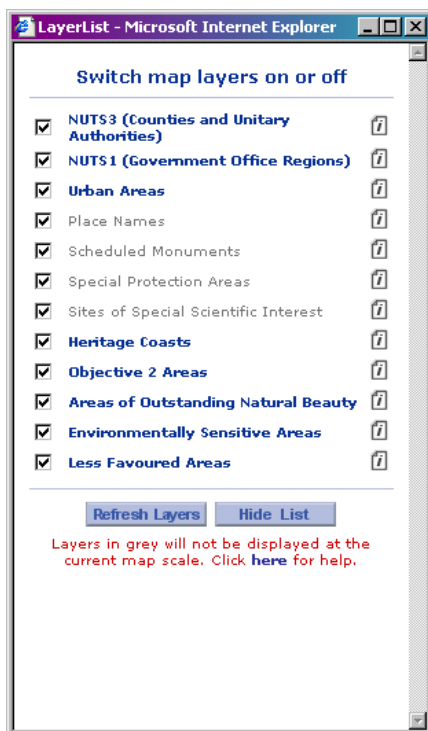 LayerList - Microsoft Internet Explorer
Switch map layers on or off
NUTS3 (Counties and Unitary
Authorities)
NUTS1 (Government Office Regions)
Urban Areas
Place Names
Scheduled Monuments
Special Protection Areas
Sites of Special Scientific Interest
Heritage Coasts
Objective 2 Areas
Areas of Outstanding Natural Beauty
Environmentally Sensitive Areas
Less Favoured Areas
Refresh Layers Hide List
Layers in grey will not be displayed at the
current map scale. Click here for help.